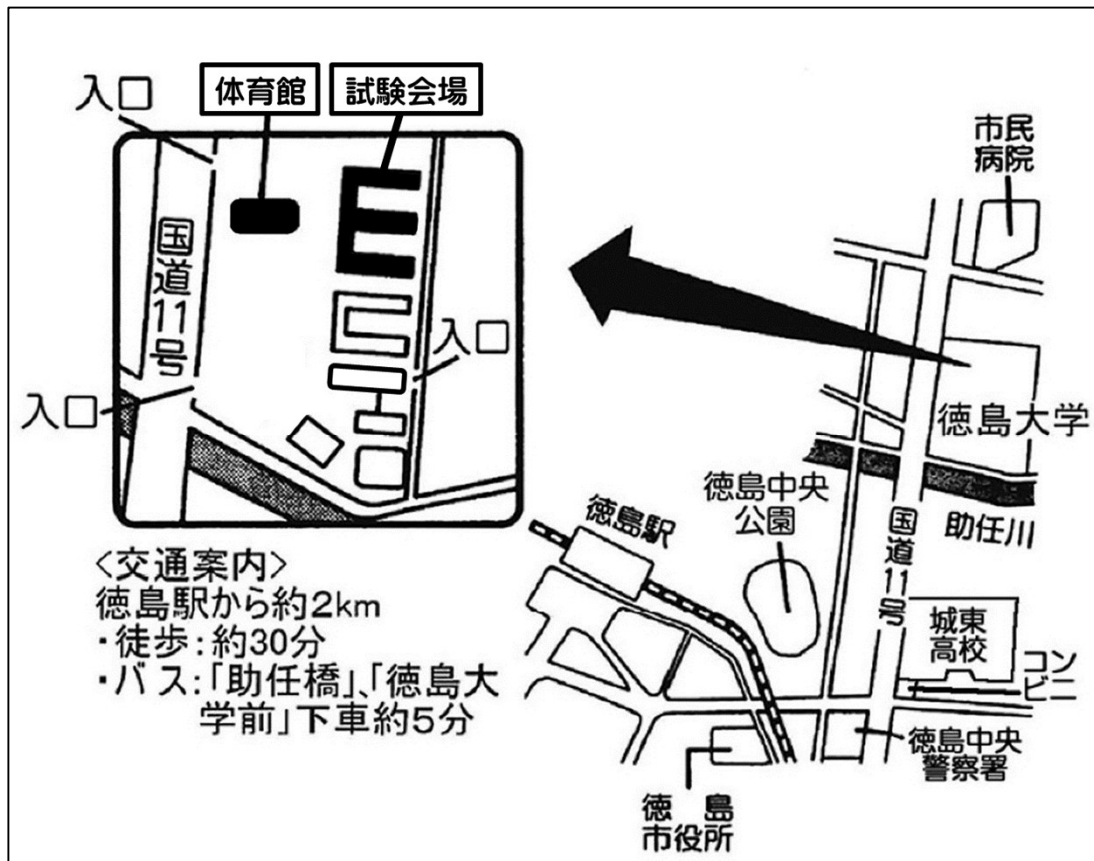 入口
体育館
試験会場
国道11号
入口
入口
<交通案内>
徳島駅から約2km
・徒歩：約30分
・バス：「助任橋」、「徳島大
学前」下車約5分
市民
病院
徳島大学
徳島中央
公園
助任川
徳島駅
国道11号
城東
高校
コン
ビニ
徳島中央
警察署
徳島
市役所